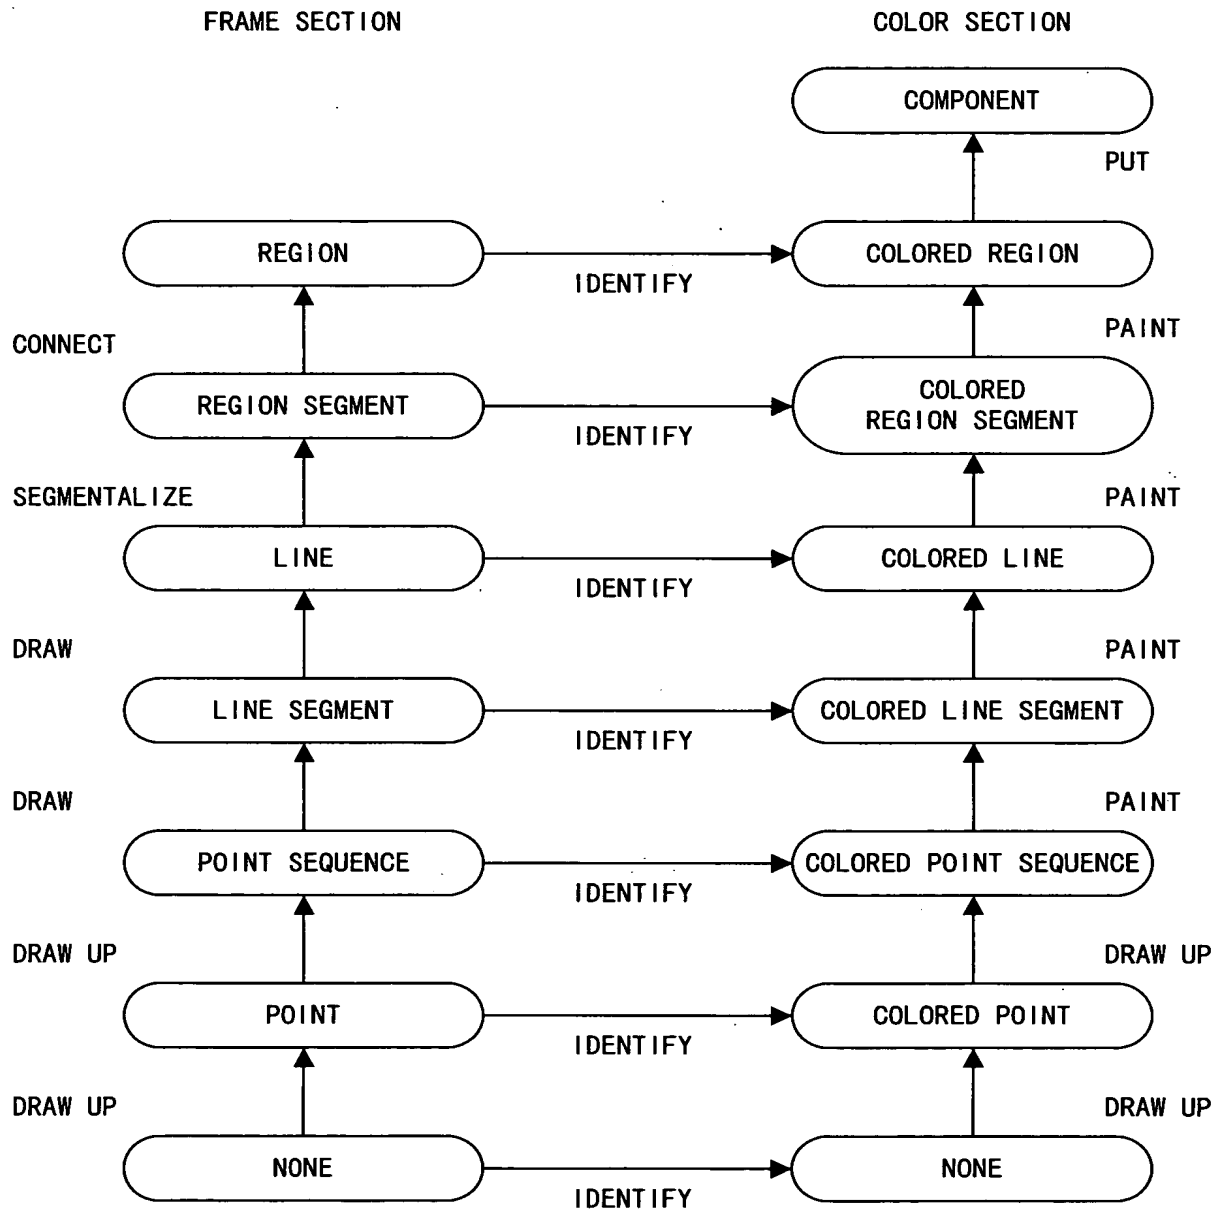 FRAME SECTION
COLOR SECTION
COMPONENT
PUT
REGION
COLORED REGION
IDENTIFY
CONNECT
PAINT
REGION SEGMENT
COLORED
REGION SEGMENT
IDENTIFY
SEGMENTALIZE
PAINT
LINE
COLORED LINE
IDENTIFY
DRAW
PAINT
LINE SEGMENT
COLORED LINE SEGMENT
IDENTIFY
DRAW
PAINT
POINT SEQUENCE
COLORED POINT SEQUENCE
IDENTIFY
DRAW UP
DRAW UP
POINT
COLORED POINT
IDENTIFY
DRAW UP
DRAW UP
NONE
NONE
IDENTIFY